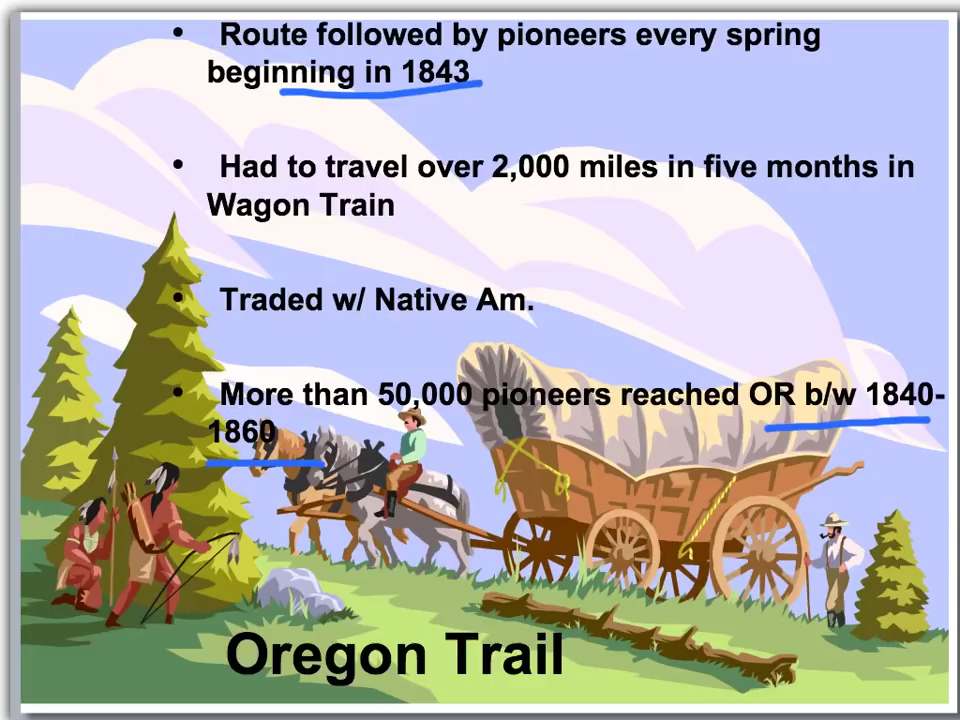 • Route followed by pioneers every spring
beginning in 1843
• Had to travel over 2,000 miles in five months in
Wagon Train
• Traded w/ Native Am.
• More than 50,000 pioneers reached OR b/w 1840-
1860
Oregon Trail